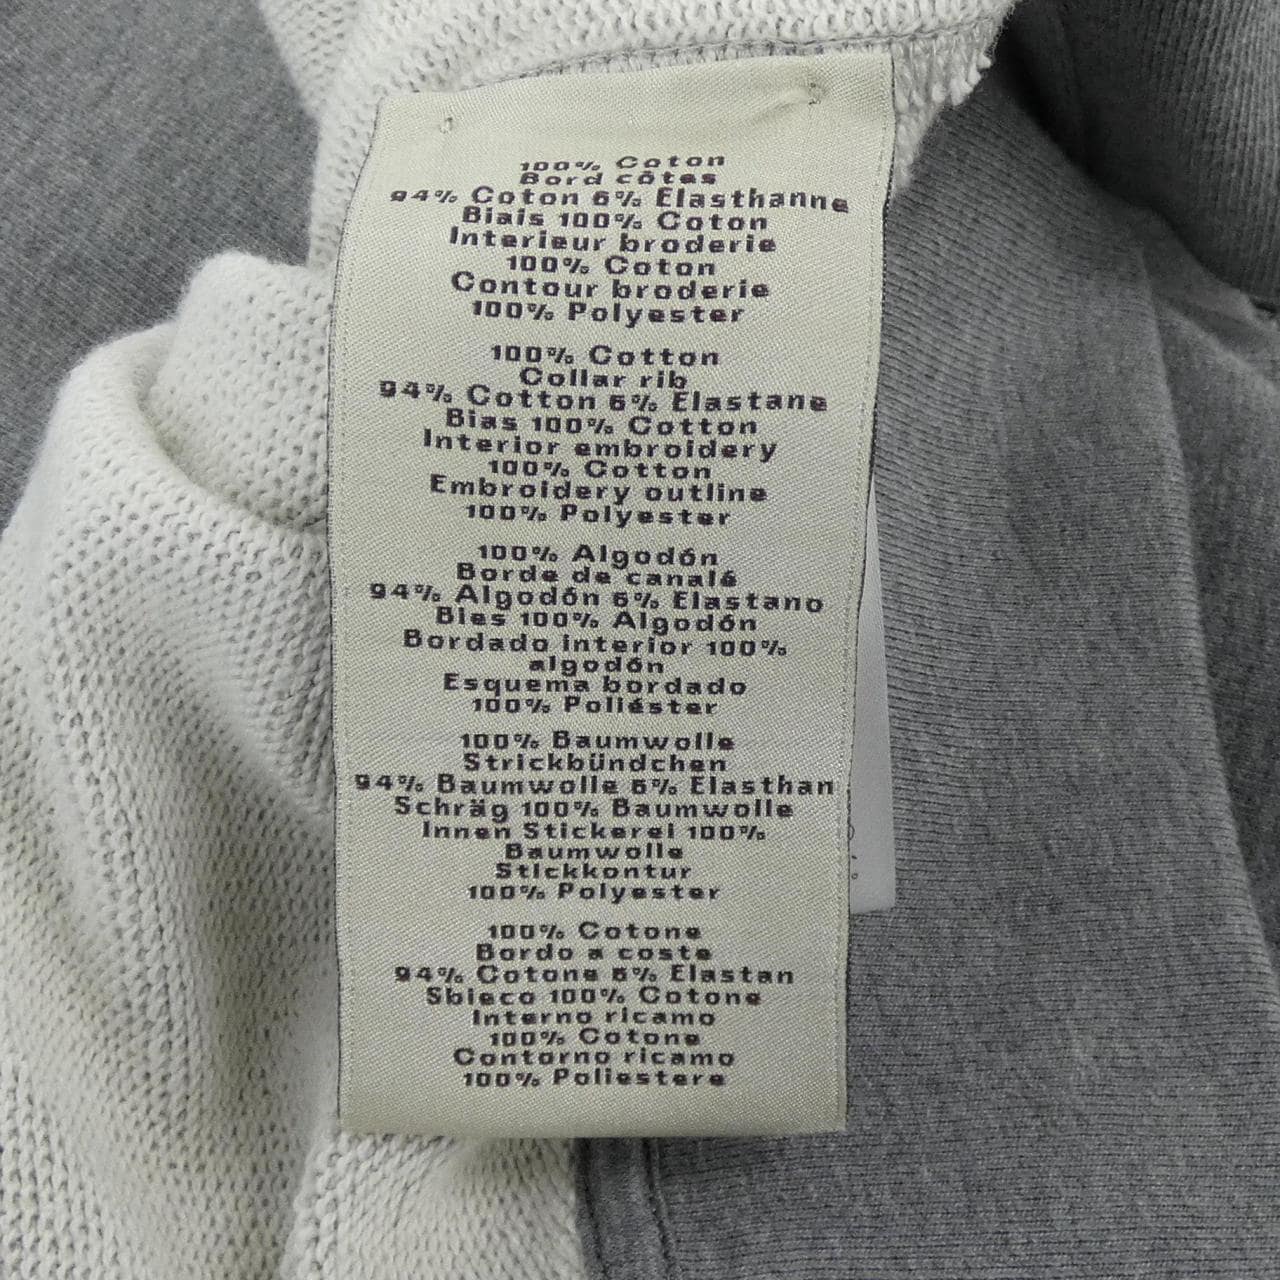 100% Coton
Bord côtes
94% Coton 6% Elasthanne
Biais 100% Coton
Interieur broderie
100% Coton
Contour broderie
100% Polyester
100% Cotton
Collar rib
94% Cotton 6% Elastane
Bias 100% Cotton
Interior embroidery
100% Cotton
Embroidery outline
100% Polyester
100% Algodón
Borde de canalé
94% Algodón 6% Elastano
Bies 100% Algodón
Bordado interior 100%
algodón
Esquema bordado
100% Poliéster
100% Baumwolle
Strickbündchen
94% Baumwolle 6% Elasthan
Schräg 100% Baumwolle
Innen Stickerei 100%
Baumwolle
Stickkontur
100% Polyester
100% Cotone
Bordo a coste
94% Cotone 6% Elastan
Sbieco 100% Cotone
Interno ricamo
100% Cotone
Contorno ricamo
100% Poliestere